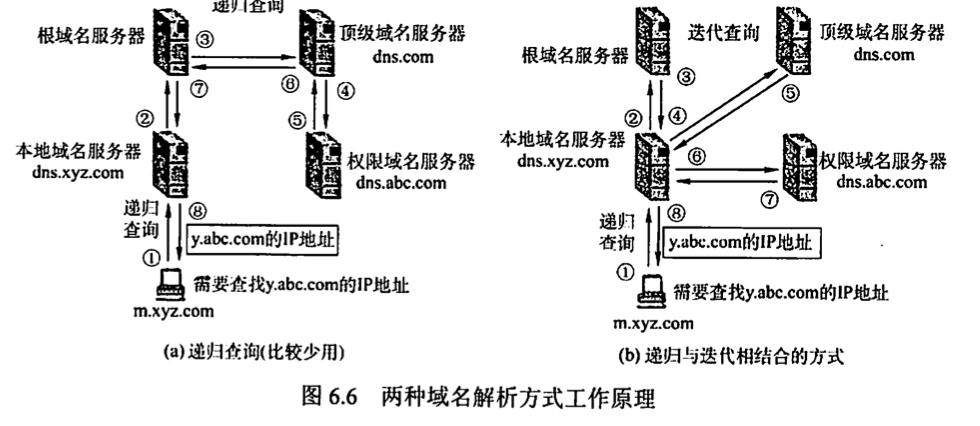 递归查询
根域名服务器
③
顶级域名服务器
dns.com
⑦
⑥
④
②
⑤
本地域名服务器
dns.xyz.com
权限域名服务器
dns.abc.com
递归
查询
⑧
y.abc.com的IP地址
①
需要查找y.abc.com的IP地址
m.xyz.com
(a) 递归查询(比较少用)
迭代查询
顶级域名服务器
dns.com
根域名服务器
③
⑤
②
④
本地域名服务器
dns.xyz.com
⑥
权限域名服务器
dns.abc.com
⑦
递归
查询
⑧
y.abc.com的IP地址
①
需要查找y.abc.com的IP地址
m.xyz.com
(b) 递归与迭代相结合的方式
图 6.6 两种域名解析方式工作原理